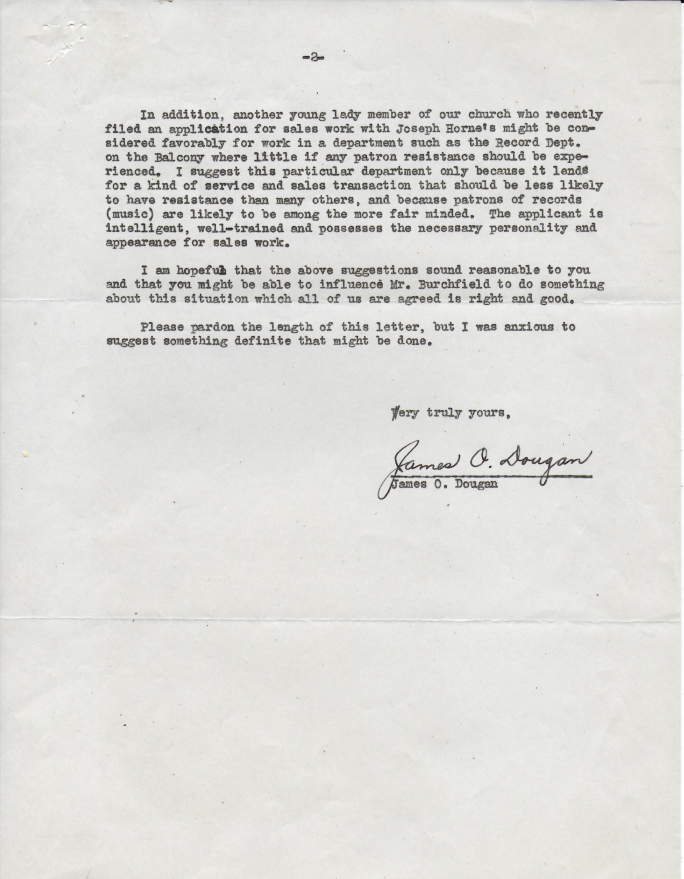 -2-
In addition, another young lady member of our church who recently
filed an application for sales work with Joseph Horne's might be con-
sidered favorably for work in a department such as the Record Dept.
on the Balcony where little if any patron resistance should be expe-
rienced. I suggest this particular department only because it lends
for a kind of service and sales transaction that should be less likely
to have resistance than many others, and because patrons of records
(music) are likely to be among the more fair minded. The applicant is
intelligent, well-trained and possesses the necessary personality and
appearance for sales work.
I am hopeful that the above suggestions sound reasonable to you
and that you might be able to influence Mr. Burchfield to do something
about this situation which all of us are agreed is right and good.
Please pardon the length of this letter, but I was anxious to
suggest something definite that might be done.
Very truly yours,
James O. Dougan
James O. Dougan